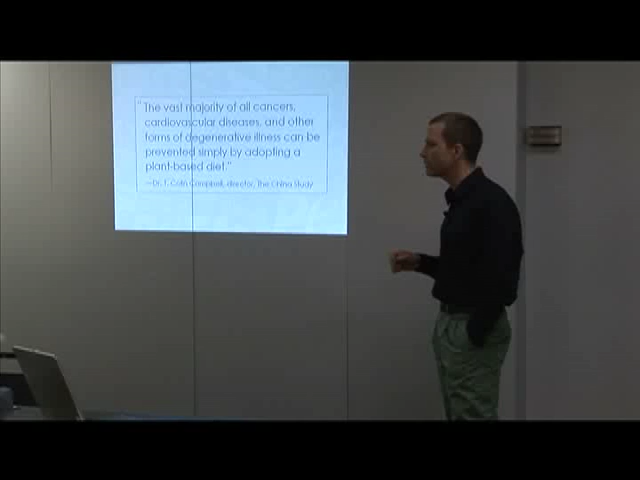 "The vast majority of all cancers,
cardiovascular diseases, and other
forms of degenerative illness can be
prevented simply by adopting a
plant-based diet."
—Dr. T. Colin Campbell, director, The China Study